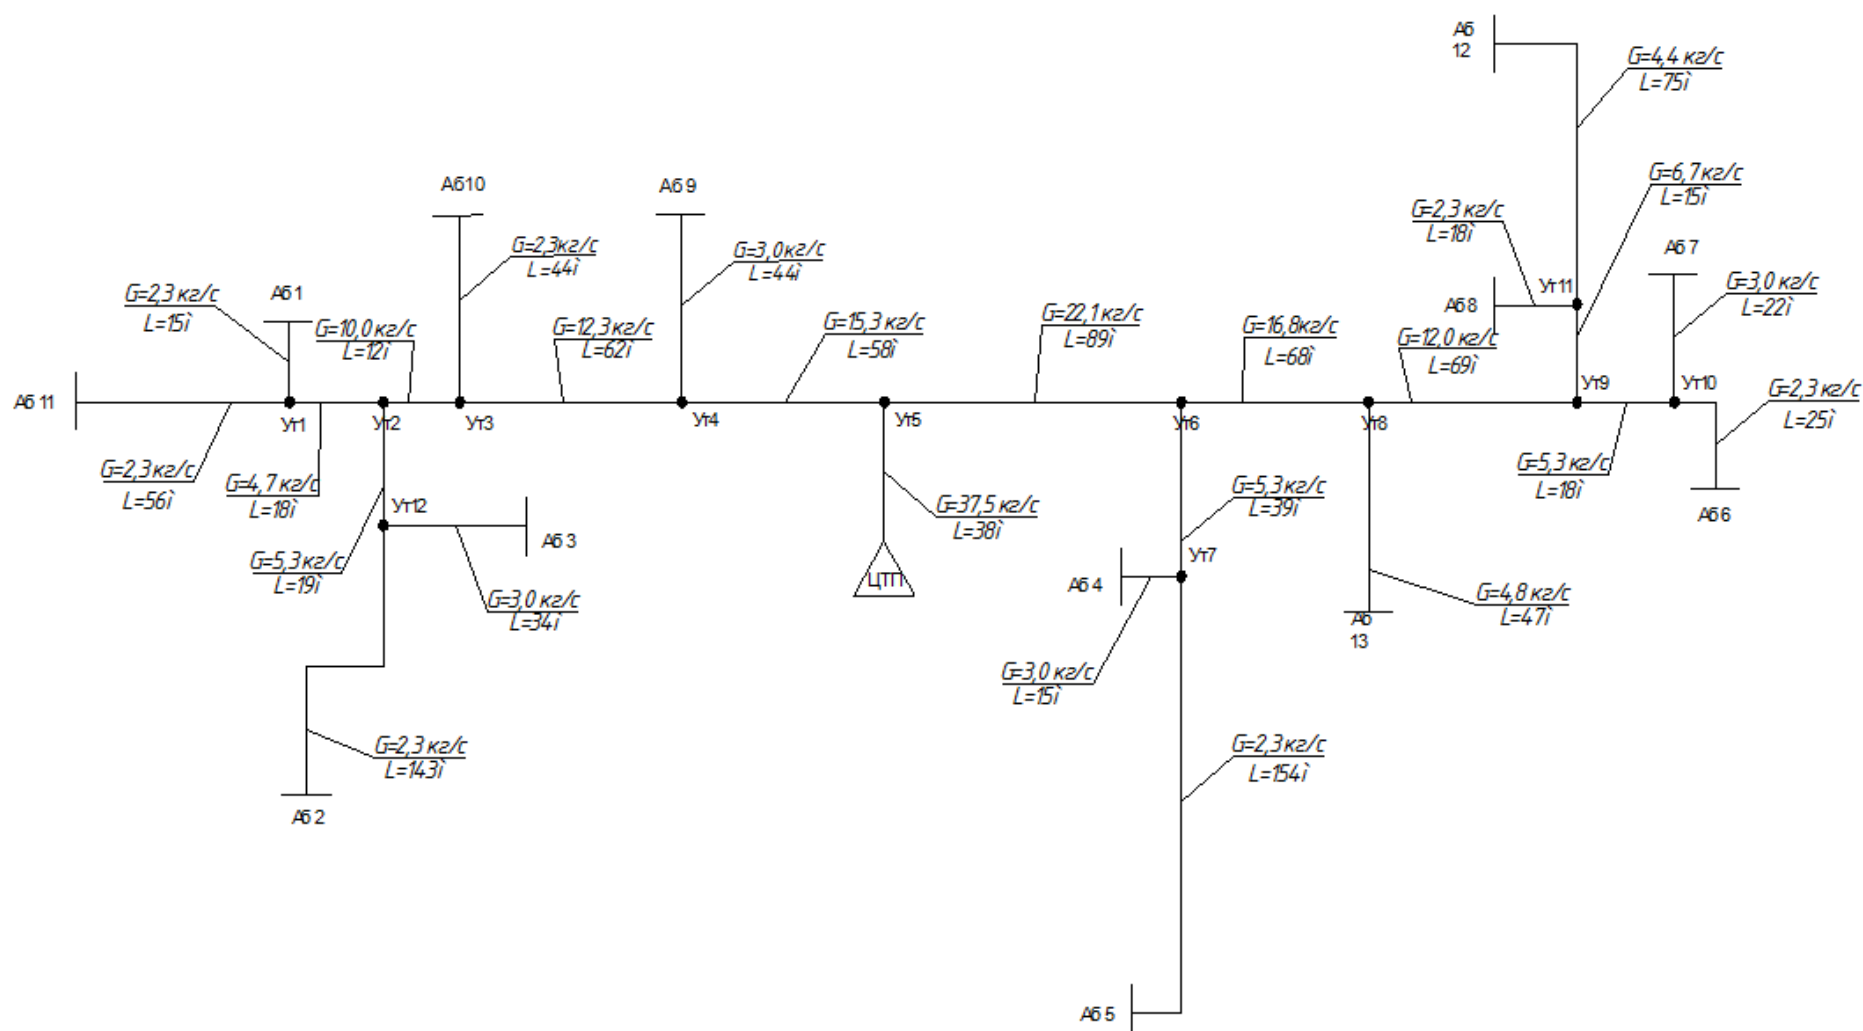 Аб
12
G=4,4 кг/с
L=75ì
Аб10
Аб 9
G=6,7 кг/с
L=15ì
G=2,3 кг/с
L=18ì
G=2,3кг/с
L=44ì
G=3,0кг/с
L=44ì
Аб 7
Аб 1
G=2,3 кг/с
L=15ì
Ут11
G=3,0 кг/с
L=22ì
Аб8
G=10,0 кг/с
L=12ì
G=12,3 кг/с
L=62ì
G=15,3 кг/с
L=58ì
G=22,1 кг/с
L=89ì
G=16,8кг/с
L=68ì
G=12,0 кг/с
L=69ì
Аб 11
Ут1
Ут2
Ут3
Ут4
Ут5
Ут6
Ут8
Ут9
Ут10
G=2,3 кг/с
L=25ì
G=2,3 кг/с
L=56ì
G=4,7 кг/с
L=18ì
G=5,3 кг/с
L=18ì
Ут12
Аб 3
G=37,5 кг/с
L=38ì
G=5,3 кг/с
L=39ì
Аб 6
G=5,3 кг/с
L=19ì
Ут7
ЦТП
Аб 4
G=3,0 кг/с
L=34ì
G=4,8 кг/с
L=47ì
Аб
13
G=3,0 кг/с
L=15ì
G=2,3 кг/с
L=143ì
G=2,3 кг/с
L=154ì
Аб 2
Аб 5